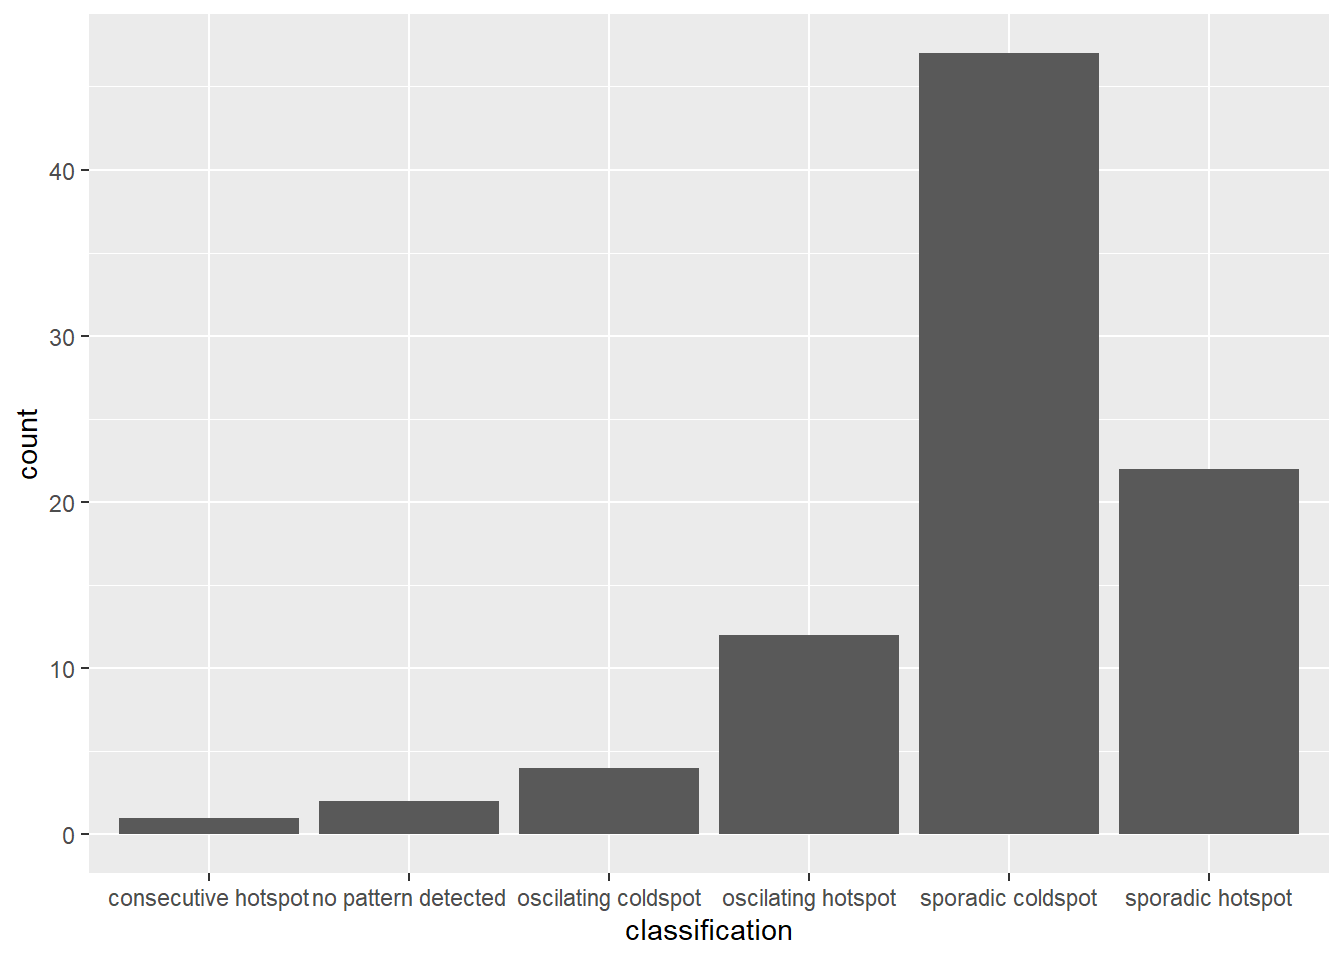 count
40
30
20
10
0
consecutive hotspot no pattern detected oscilating coldspot oscilating hotspot sporadic coldspot sporadic hotspot
classification